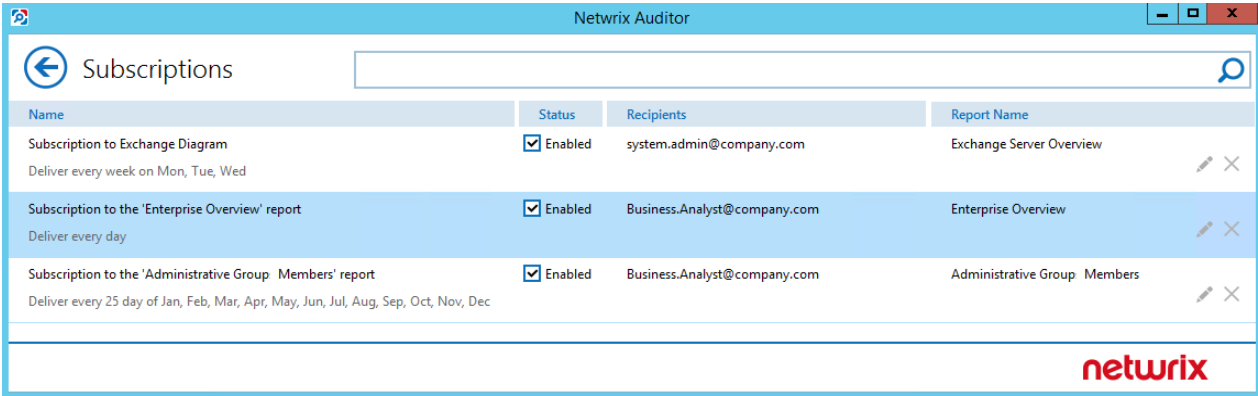 Netwrix Auditor
Subscriptions
Name Status Recipients Report Name
Subscription to Exchange Diagram Enabled system.admin@company.com Exchange Server Overview
Deliver every week on Mon, Tue, Wed
Subscription to the 'Enterprise Overview' report Enabled Business.Analyst@company.com Enterprise Overview
Deliver every day
Subscription to the 'Administrative Group Members' report Enabled Business.Analyst@company.com Administrative Group Members
Deliver every 25 day of Jan, Feb, Mar, Apr, May, Jun, Jul, Aug, Sep, Oct, Nov, Dec
netwrix